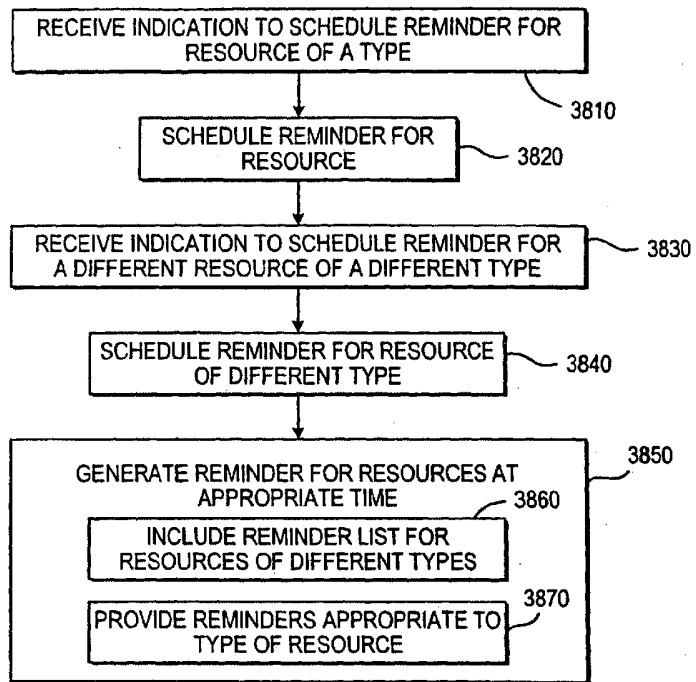 RECEIVE INDICATION TO SCHEDULE REMINDER FOR
RESOURCE OF A TYPE
3810
SCHEDULE REMINDER FOR
RESOURCE
3820
RECEIVE INDICATION TO SCHEDULE REMINDER FOR
A DIFFERENT RESOURCE OF A DIFFERENT TYPE
3830
SCHEDULE REMINDER FOR RESOURCE
OF DIFFERENT TYPE
3840
GENERATE REMINDER FOR RESOURCES AT
APPROPRIATE TIME
3850
3860
INCLUDE REMINDER LIST FOR
RESOURCES OF DIFFERENT TYPES
3870
PROVIDE REMINDERS APPROPRIATE TO
TYPE OF RESOURCE